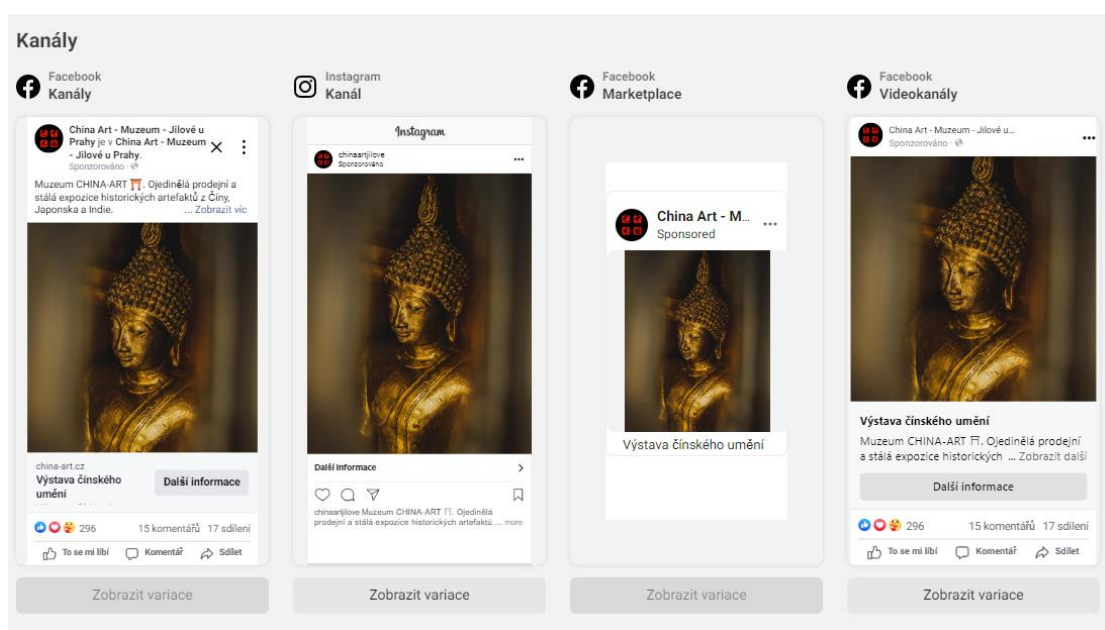 Kanály
Facebook
Kanály
China Art - Muzeum - Jílové u
Prahy je v China Art - Muzeum
- Jílové u Prahy.
Sponzorováno ·
Muzeum CHINA-ART ⛩. Ojedinělá prodejní a
stálá expozice historických artefaktů z Číny,
Japonska a Indie. ... Zobrazit víc
china-art.cz
Výstava čínského
umění
Další informace
296 15 komentářů 17 sdílení
To se mi líbí Komentář Sdílet
Zobrazit variace
Instagram
Kanál
Instagram
chinaartjilove
Sponzorováno
Další informace
chinaartjilove Muzeum CHINA-ART ⛩. Ojedinělá
prodejní a stálá expozice historických artefaktů ... more
Zobrazit variace
Facebook
Marketplace
China Art - M...
Sponsored
Výstava čínského umění
Zobrazit variace
Facebook
Videokanály
China Art - Muzeum - Jílové u...
Sponzorováno ·
Výstava čínského umění
Muzeum CHINA-ART ⛩. Ojedinělá prodejní
a stálá expozice historických ... Zobrazit další
Další informace
296 15 komentářů 17 sdílení
To se mi líbí Komentář Sdílet
Zobrazit variace